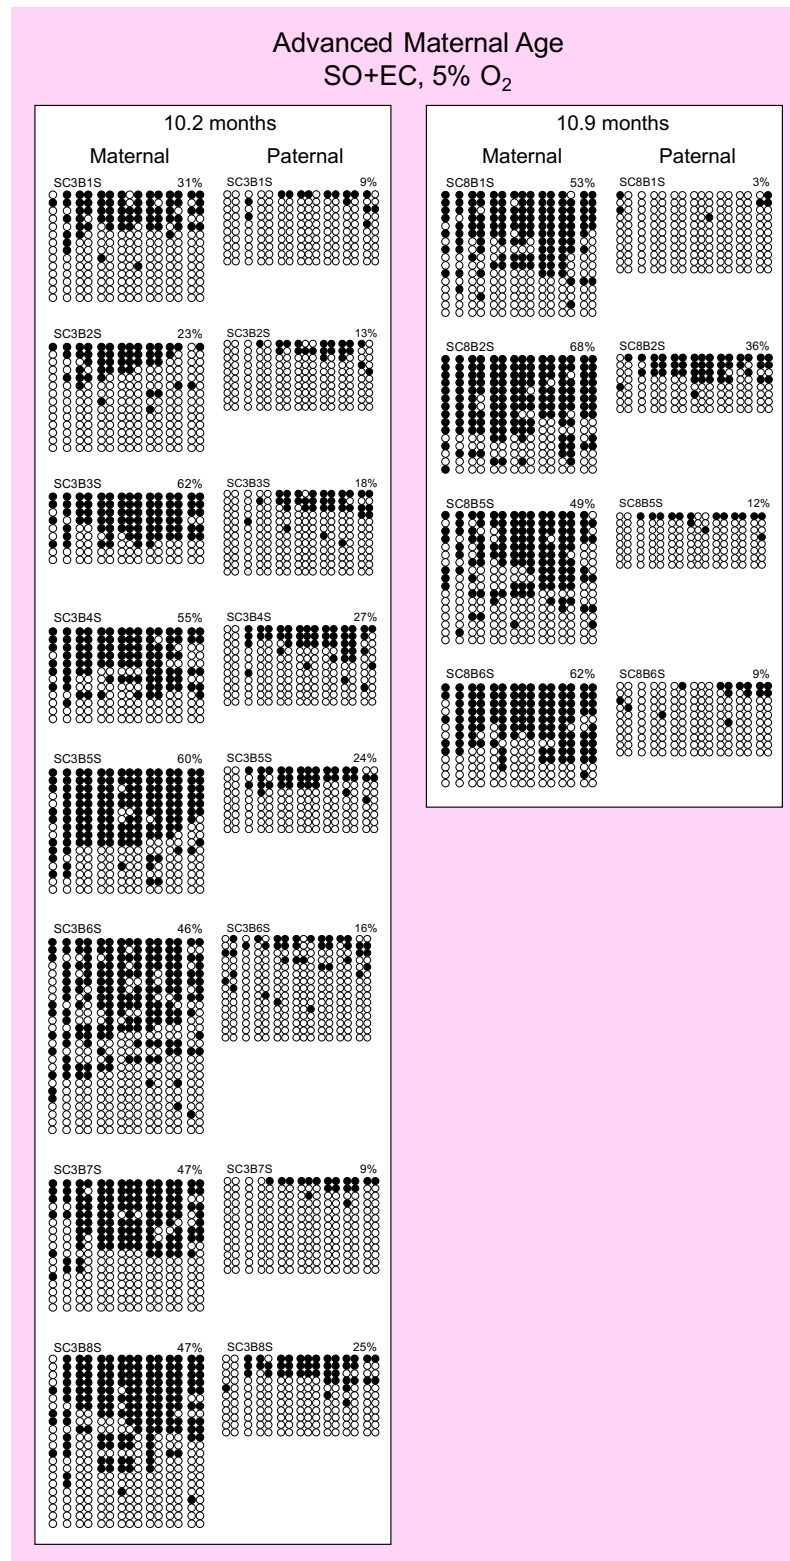 Advanced Maternal Age
SO+EC, 5% O₂
10.2 months
Maternal Paternal
SC3B1S 31% SC3B1S 9%
SC3B2S 23% SC3B2S 13%
SC3B3S 62% SC3B3S 18%
SC3B4S 55% SC3B4S 27%
SC3B5S 60% SC3B5S 24%
SC3B6S 46% SC3B6S 16%
SC3B7S 47% SC3B7S 9%
SC3B8S 47% SC3B8S 25%
10.9 months
Maternal Paternal
SC8B1S 53% SC8B1S 3%
SC8B2S 68% SC8B2S 36%
SC8B5S 49% SC8B5S 12%
SC8B6S 62% SC8B6S 9%